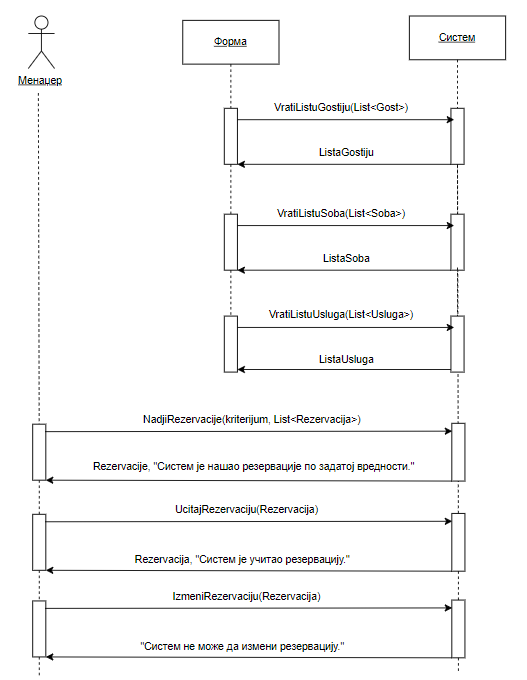 Менаџер
Форма
Систем
VratiListuGostiju(List<Gost>)
ListaGostiju
VratiListuSoba(List<Soba>)
ListaSoba
VratiListuUsluga(List<Usluga>)
ListaUsluga
NadjiRezervacije(kriterijum, List<Rezervacija>)
Rezervacije, "Систем је нашао резервације по задатој вредности."
UcitajRezervaciju(Rezervacija)
Rezervacija, "Систем је учитао резервацију."
IzmeniRezervaciju(Rezervacija)
"Систем не може да измени резервацију."